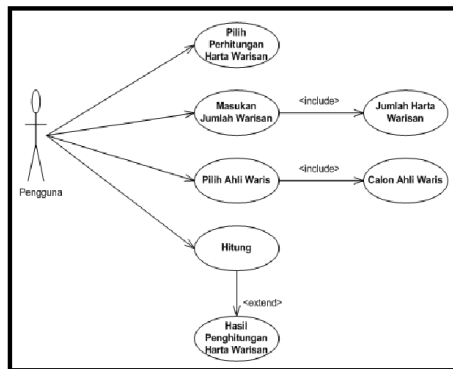 Pilih
Perhitungan
Harta Warisan
Masukan
Jumlah Warisan
<include>
Jumlah Harta
Warisan
Pengguna
Pilih Ahli Waris
<include>
Calon Ahli Waris
Hitung
<extend>
Hasil
Penghitungan
Harta Warisan